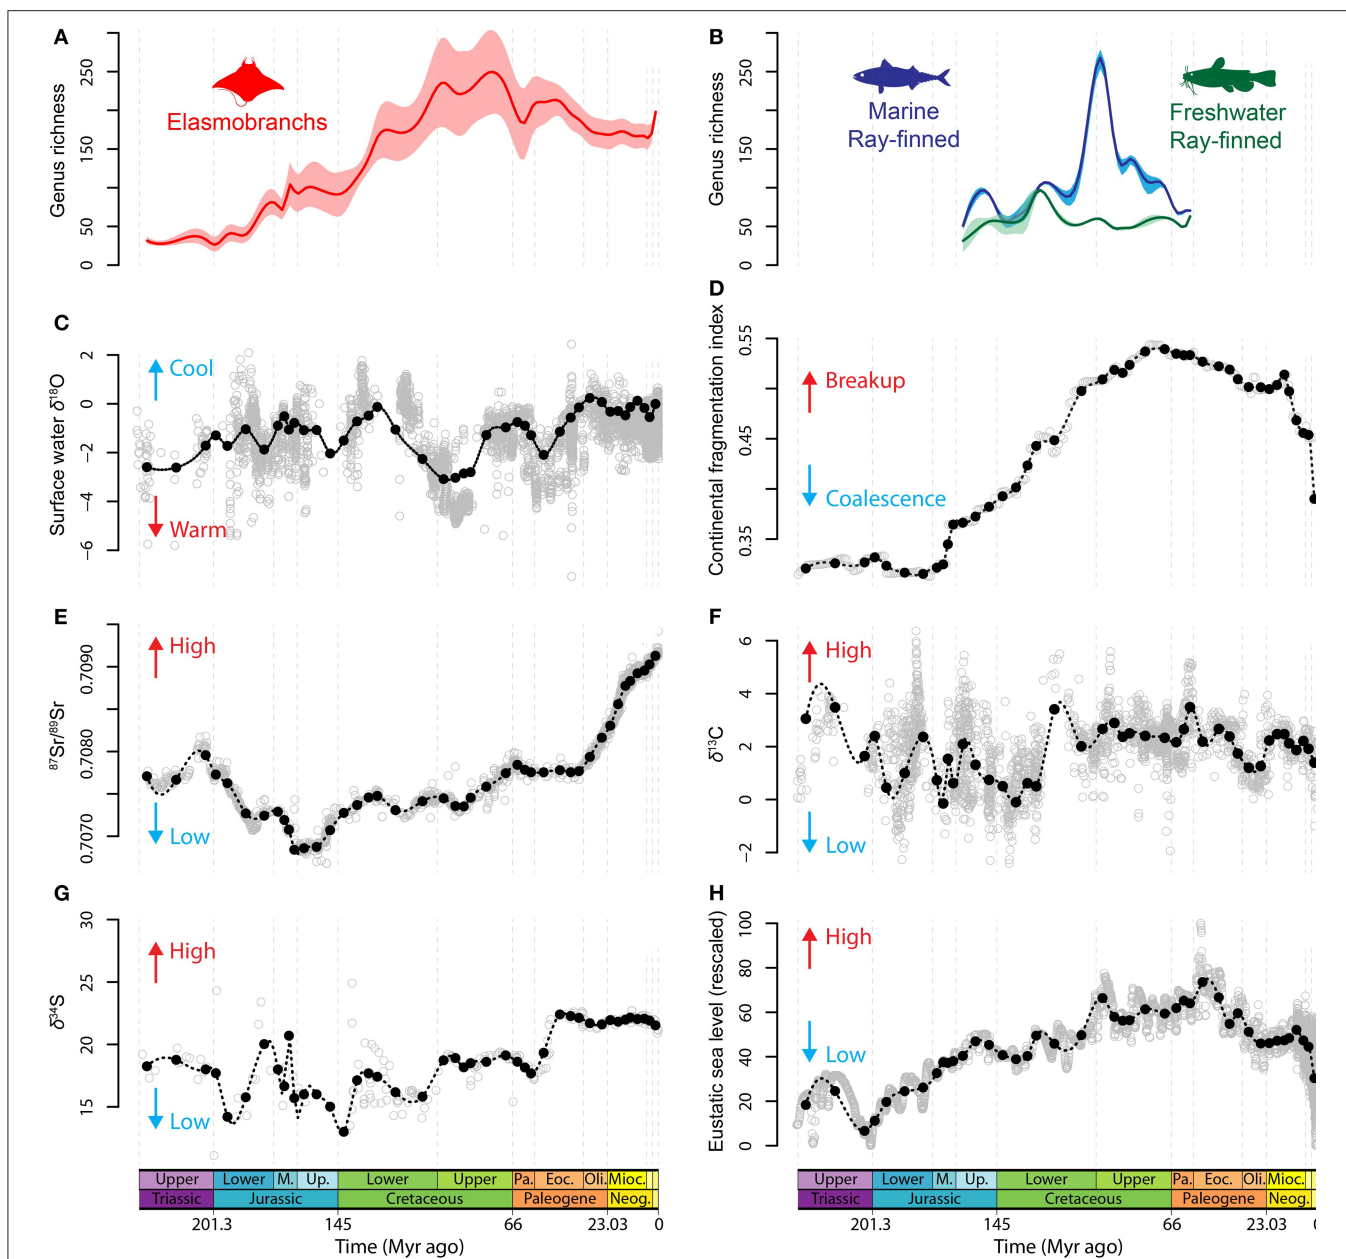 A
Genus richness
250
150
50
0
Elasmobranchs
B
Genus richness
250
150
50
0
Marine
Ray-finned
Freshwater
Ray-finned
C
Surface water δ¹⁸O
2
0
−2
−4
−6
Cool
Warm
D
Continental fragmentation index
0.55
0.45
0.35
Breakup
Coalescence
E
⁸⁷Sr/⁸⁹Sr
0.7090
0.7080
0.7070
High
Low
F
δ¹³C
6
4
2
0
−2
High
Low
G
δ³⁴S
30
25
20
15
High
Low
H
Eustatic sea level (rescaled)
100
80
60
40
20
0
High
Low
Upper Lower M. Up. Lower Upper Pa. Eoc. Oli. Mioc.
Triassic Jurassic Cretaceous Paleogene Neog.
201.3 145 66 23.03 0
Time (Myr ago)
Upper Lower M. Up. Lower Upper Pa. Eoc. Oli. Mioc.
Triassic Jurassic Cretaceous Paleogene Neog.
201.3 145 66 23.03
Time (Myr ago)